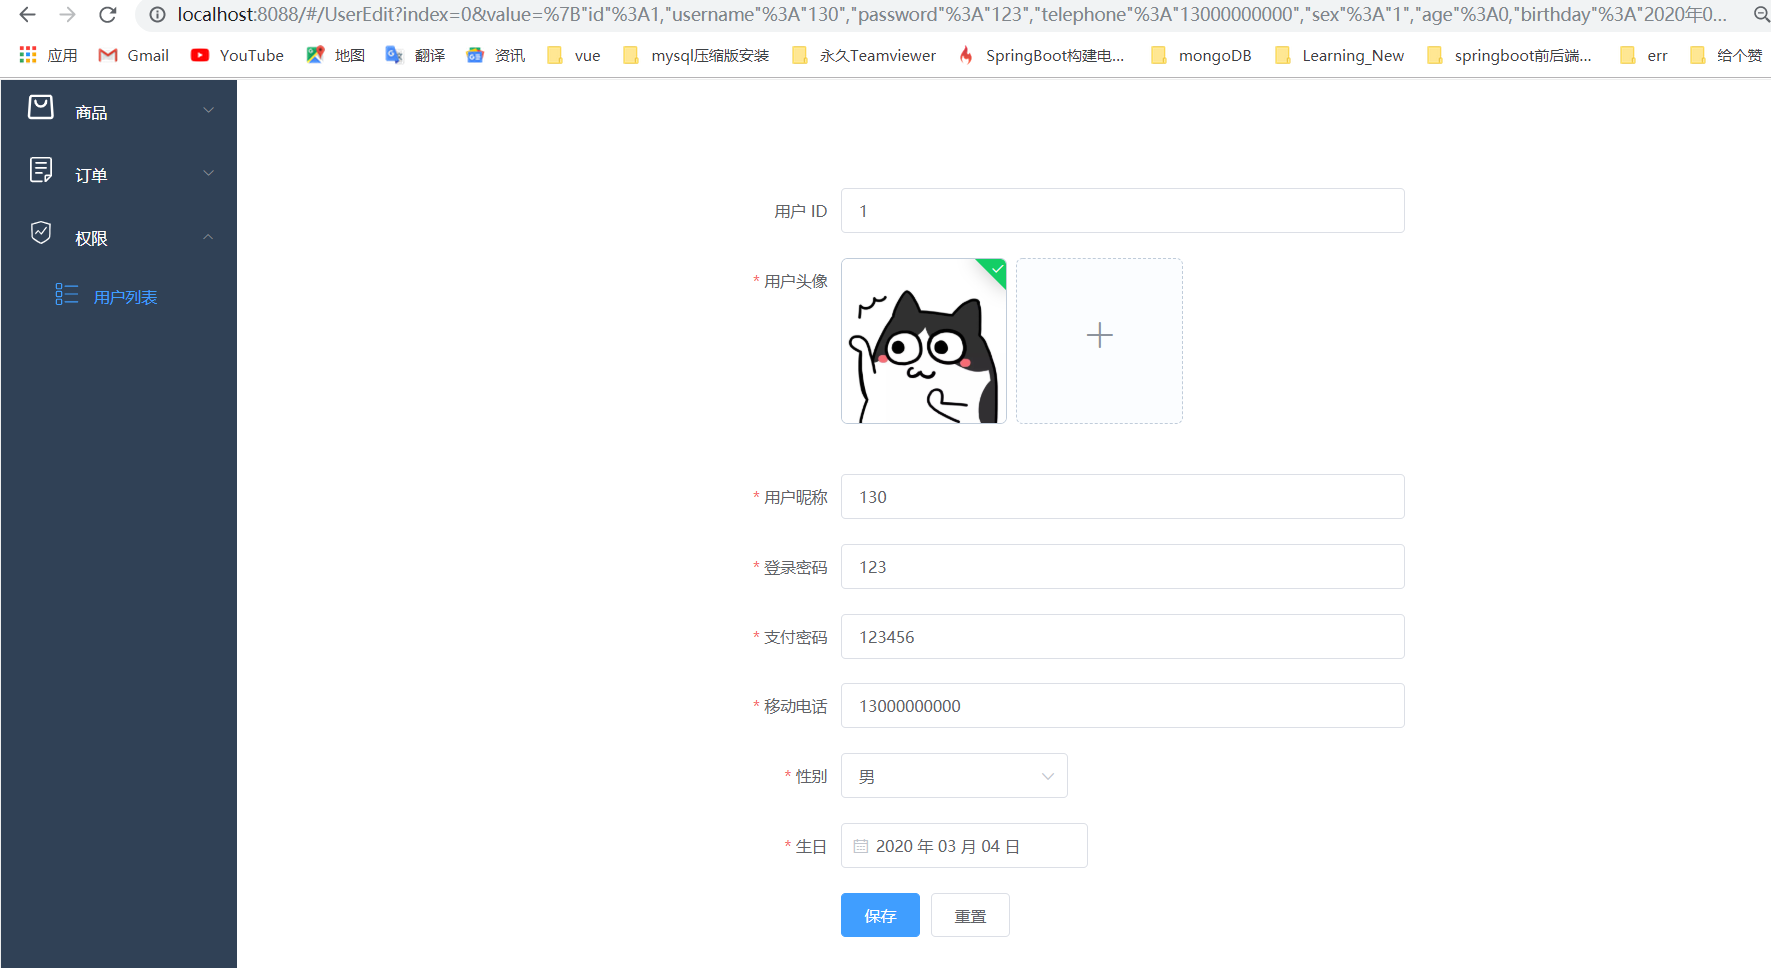 localhost:8088/#/UserEdit?index=0&value=%7B"id"%3A1,"username"%3A"130","password"%3A"123","telephone"%3A"13000000000","sex"%3A"1","age"%3A0,"birthday"%3A"2020年0...
应用 Gmail YouTube 地图 翻译 资讯 vue mysql压缩版安装 永久Teamviewer SpringBoot构建电... mongoDB Learning_New springboot前后端... err 给个赞
商品
订单
权限
用户列表
用户 ID 1
* 用户头像
* 用户昵称 130
* 登录密码 123
* 支付密码 123456
* 移动电话 13000000000
* 性别 男
* 生日 2020 年 03 月 04 日
保存 重置